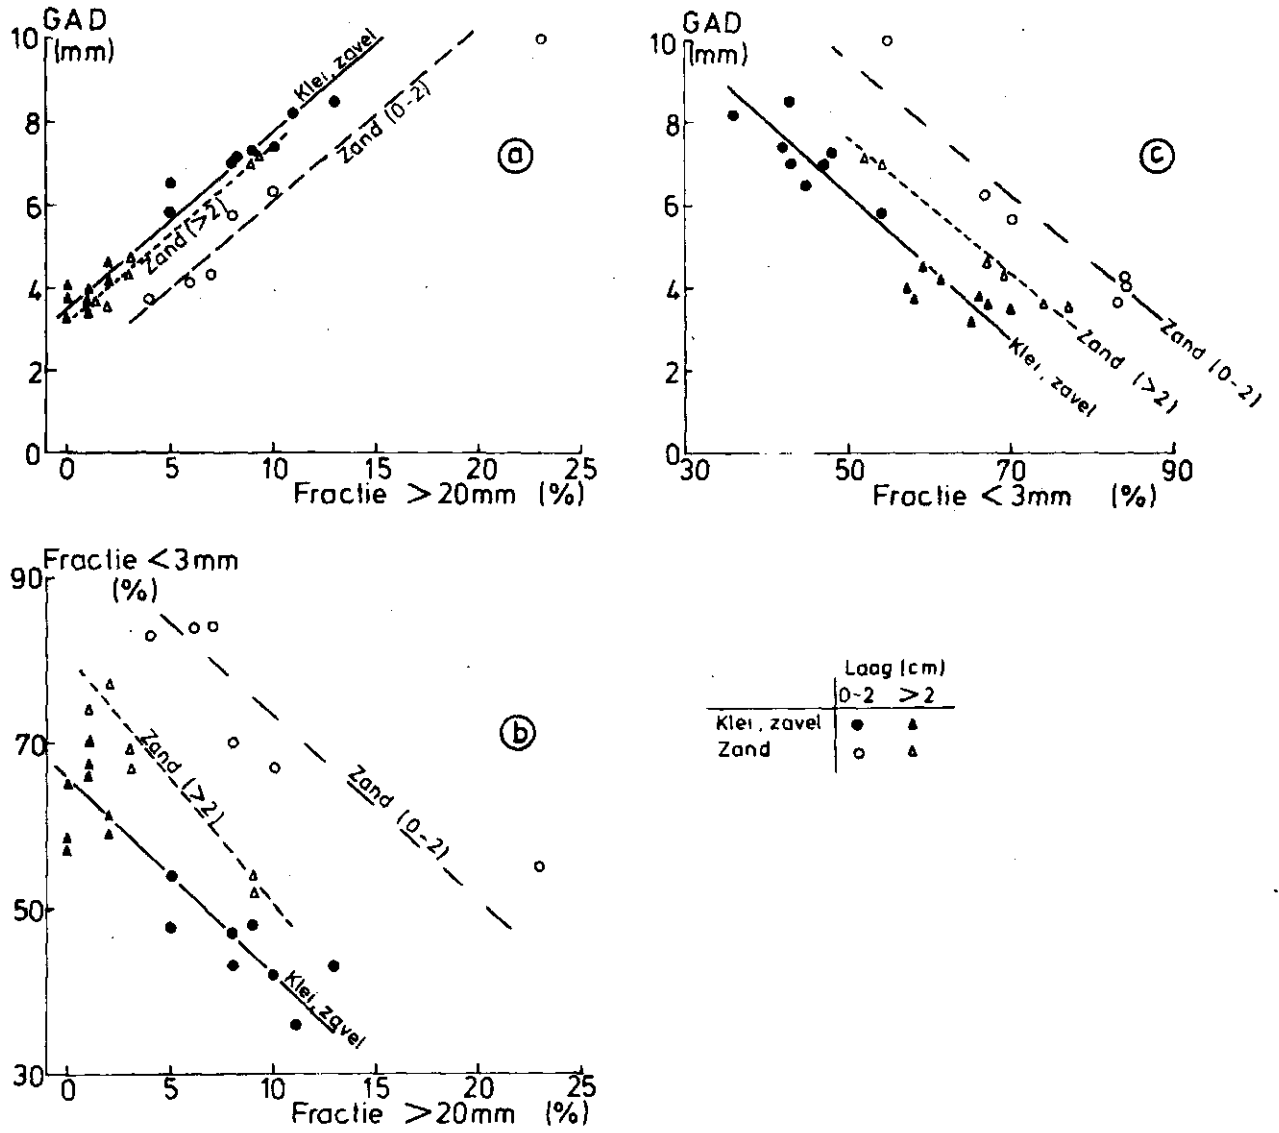 GAD
(mm)
10
8
6
4
2
0
0 5 10 15 20 25
Fractie >20mm (%)
Klei, zavel
Zand (>2)
Zand (0-2)
a
GAD
(mm)
10
8
6
4
2
0
30 50 70 90
Fractie <3mm (%)
Klei, zavel
Zand (>2)
Zand (0-2)
c
Fractie <3mm
(%)
90
70
50
30
0 5 10 15 20 25
Fractie >20mm (%)
Zand (>2)
Zand (0-2)
Klei, zavel
b
Laag (cm)
0-2 >2
Klei, zavel
Zand